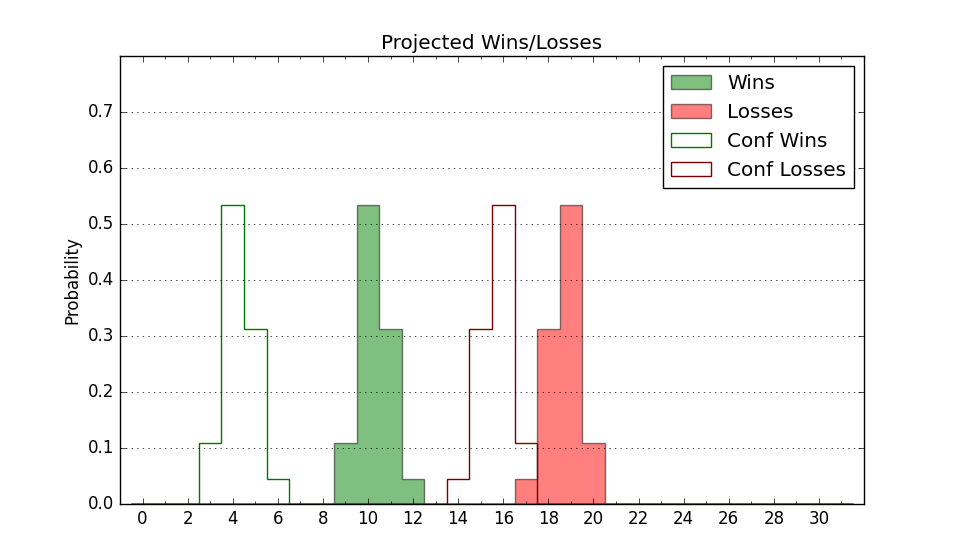 Projected Wins/Losses
Wins
Losses
Conf Wins
Conf Losses
Probability
0.7
0.6
0.5
0.4
0.3
0.2
0.1
0.0
0 2 4 6 8 10 12 14 16 18 20 22 24 26 28 30